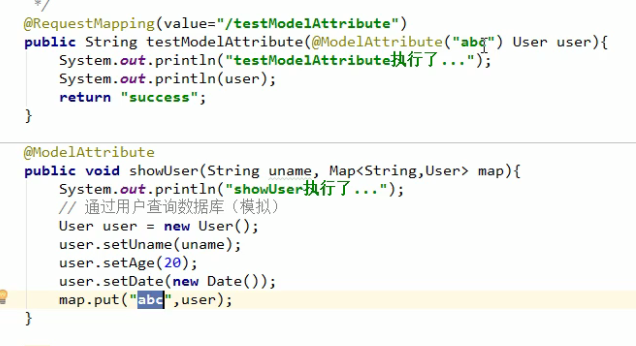 */
@RequestMapping(value="/testModelAttribute")
public String testModelAttribute(@ModelAttribute("abc") User user){
System.out.println("testModelAttribute执行了...");
System.out.println(user);
return "success";
}
@ModelAttribute
public void showUser(String uname, Map<String,User> map){
System.out.println("showUser执行了...");
// 通过用户查询数据库（模拟）
User user = new User();
user.setUname(uname);
user.setAge(20);
user.setDate(new Date());
map.put("abc",user);
}